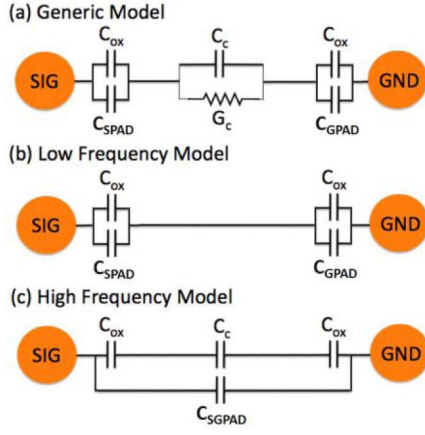 (a) Generic Model
C_ox C_c C_ox
SIG GND
C_SPAD G_c C_GPAD
(b) Low Frequency Model
C_ox C_ox
SIG GND
C_SPAD C_GPAD
(c) High Frequency Model
C_ox C_c C_ox
SIG GND
C_SGPAD